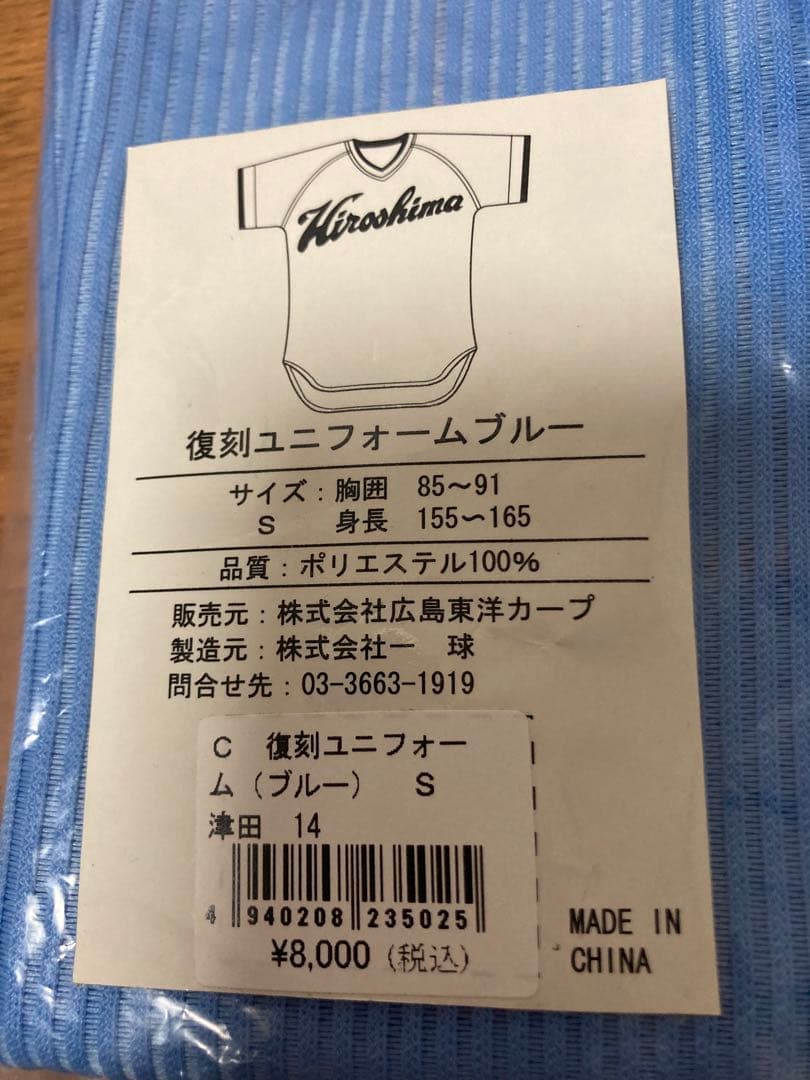 Hiroshima
復刻ユニフォームブルー
サイズ：胸囲　85〜91
S　身長　155〜165
品質：ポリエステル100%
販売元：株式会社広島東洋カープ
製造元：株式会社一　球
問合せ先：03-3663-1919
C　復刻ユニフォー
ム（ブルー）　S
津田　14
4 940208 235025
¥8,000（税込）
MADE IN
CHINA